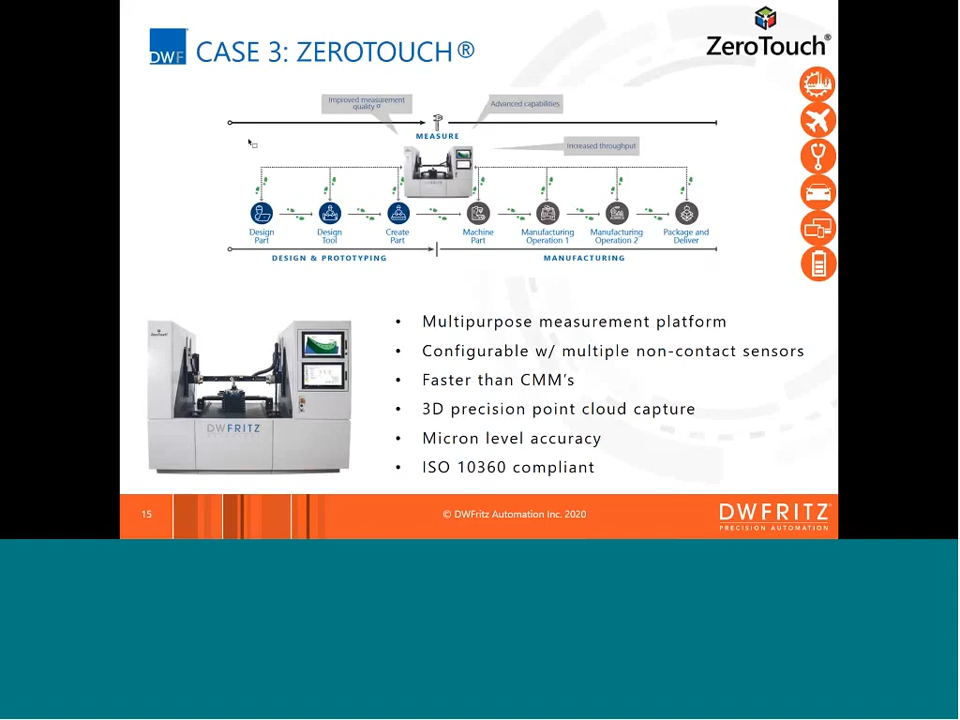 DWF
CASE 3: ZEROTOUCH®
ZeroTouch®
Improved measurement
quality σ
Advanced capabilities
MEASURE
Increased throughput
DWFRITZ
Design
Part
Design
Tool
Create
Part
Machine
Part
Manufacturing
Operation 1
Manufacturing
Operation 2
Package and
Deliver
DESIGN & PROTOTYPING
MANUFACTURING
ZeroTouch
DWFRITZ
• Multipurpose measurement platform
• Configurable w/ multiple non-contact sensors
• Faster than CMM’s
• 3D precision point cloud capture
• Micron level accuracy
• ISO 10360 compliant
15
© DWFritz Automation Inc. 2020
DWFRITZ®
PRECISION AUTOMATION